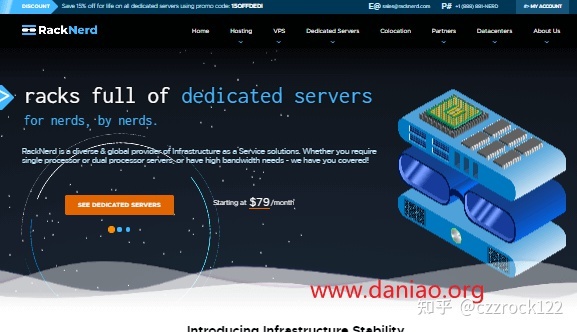 DISCOUNT Save 15% off for life on all dedicated servers using promo code: 15OFFDEDI E@ sales@racknerd.com P# +1 (888) 881-NERD MY ACCOUNT
RackNerd Home Hosting VPS Dedicated Servers Colocation Partners Datacenters About Us
racks full of dedicated servers
for nerds, by nerds.
RackNerd is a diverse & global provider of Infrastructure as a Service solutions. Whether you require
single processor or dual processor servers, or have high bandwidth needs - we have you covered!
SEE DEDICATED SERVERS Starting at $79/month
www.daniao.org
知乎 @czzrock122
Introducing Infrastructure Stability